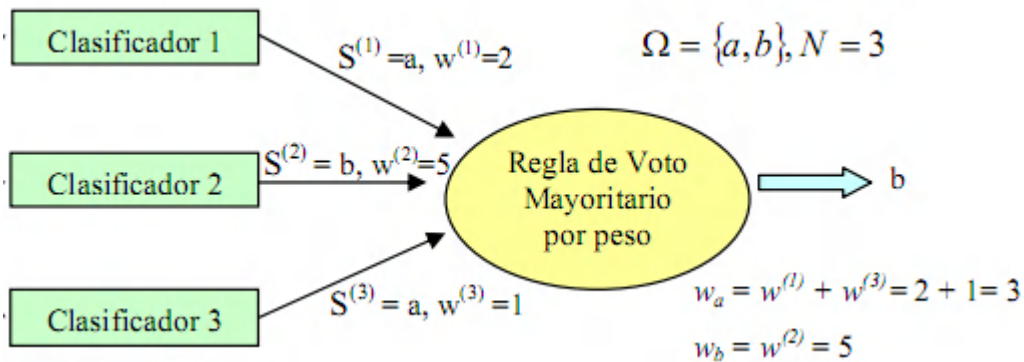 Clasificador 1
S⁽¹⁾=a, w⁽¹⁾=2
Ω = {a,b}, N = 3
S⁽²⁾ = b, w⁽²⁾=5
Clasificador 2
Regla de Voto
Mayoritario
por peso
b
S⁽³⁾ = a, w⁽³⁾=1
Clasificador 3
wₐ = w⁽¹⁾ + w⁽³⁾ = 2 + 1= 3
w_b = w⁽²⁾ = 5